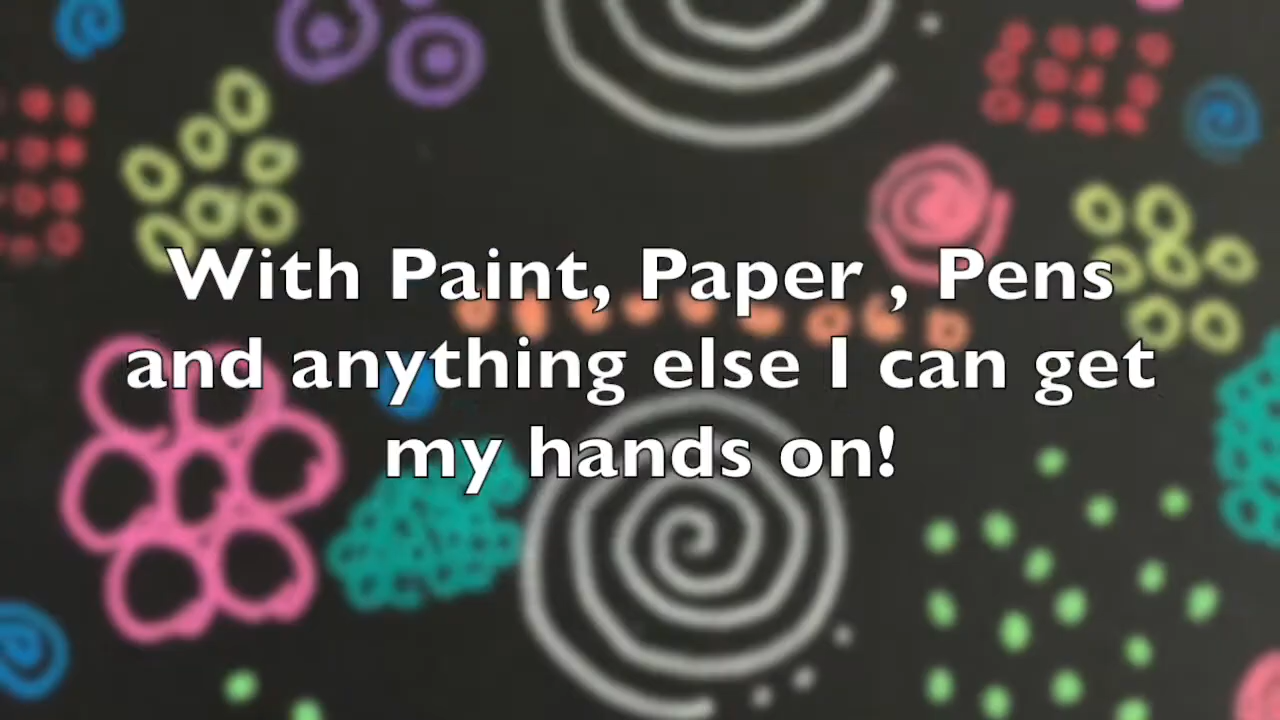 With Paint, Paper , Pens
and anything else I can get
my hands on!